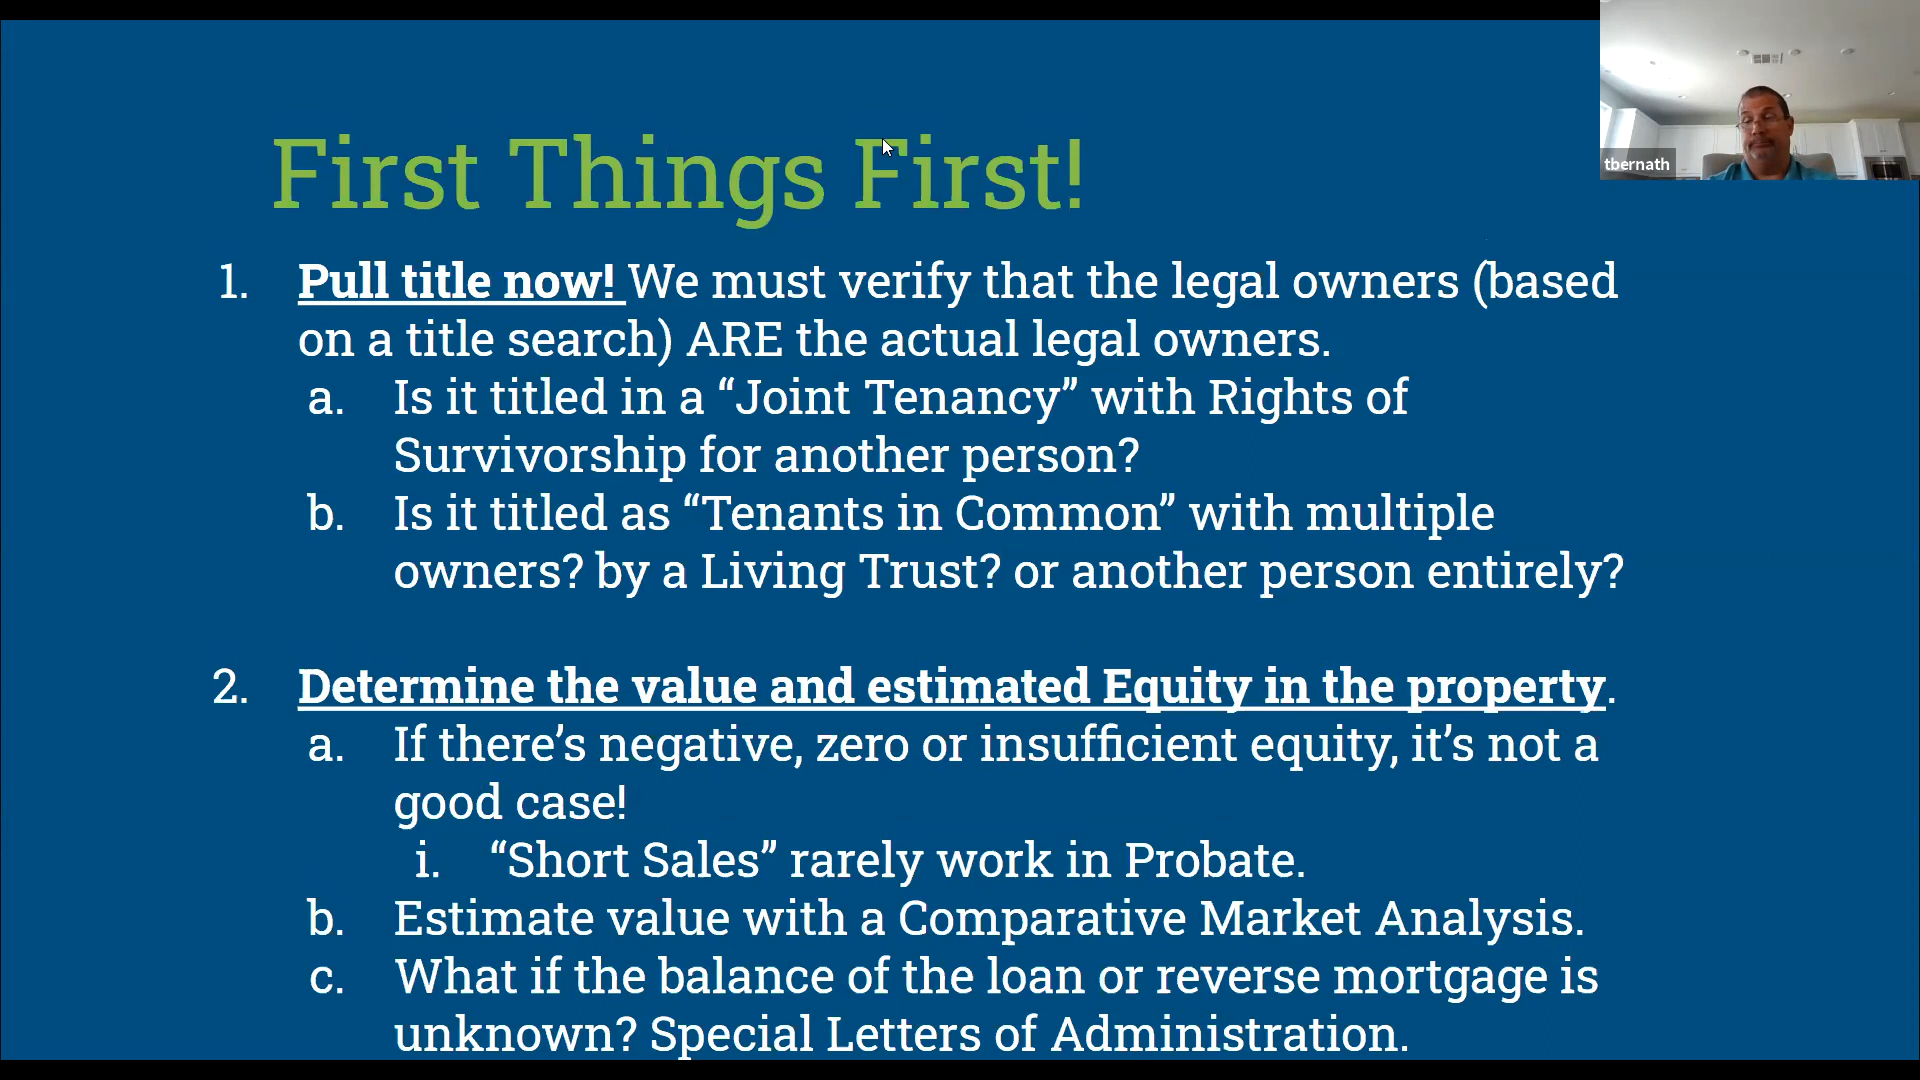 First Things First!
tbernath
1. Pull title now! We must verify that the legal owners (based
on a title search) ARE the actual legal owners.
a. Is it titled in a “Joint Tenancy” with Rights of
Survivorship for another person?
b. Is it titled as “Tenants in Common” with multiple
owners? by a Living Trust? or another person entirely?
2. Determine the value and estimated Equity in the property.
a. If there’s negative, zero or insufficient equity, it’s not a
good case!
i. “Short Sales” rarely work in Probate.
b. Estimate value with a Comparative Market Analysis.
c. What if the balance of the loan or reverse mortgage is
unknown? Special Letters of Administration.